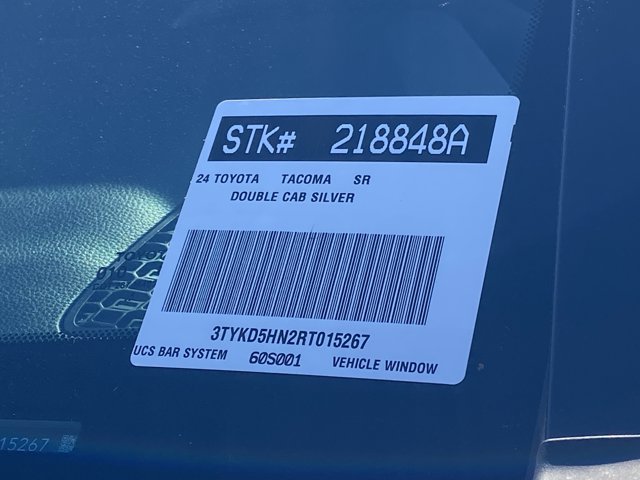 STK# 218848A
24 TOYOTA TACOMA SR
DOUBLE CAB SILVER
3TYKD5HN2RT015267
UCS BAR SYSTEM 60S001 VEHICLE WINDOW
15267